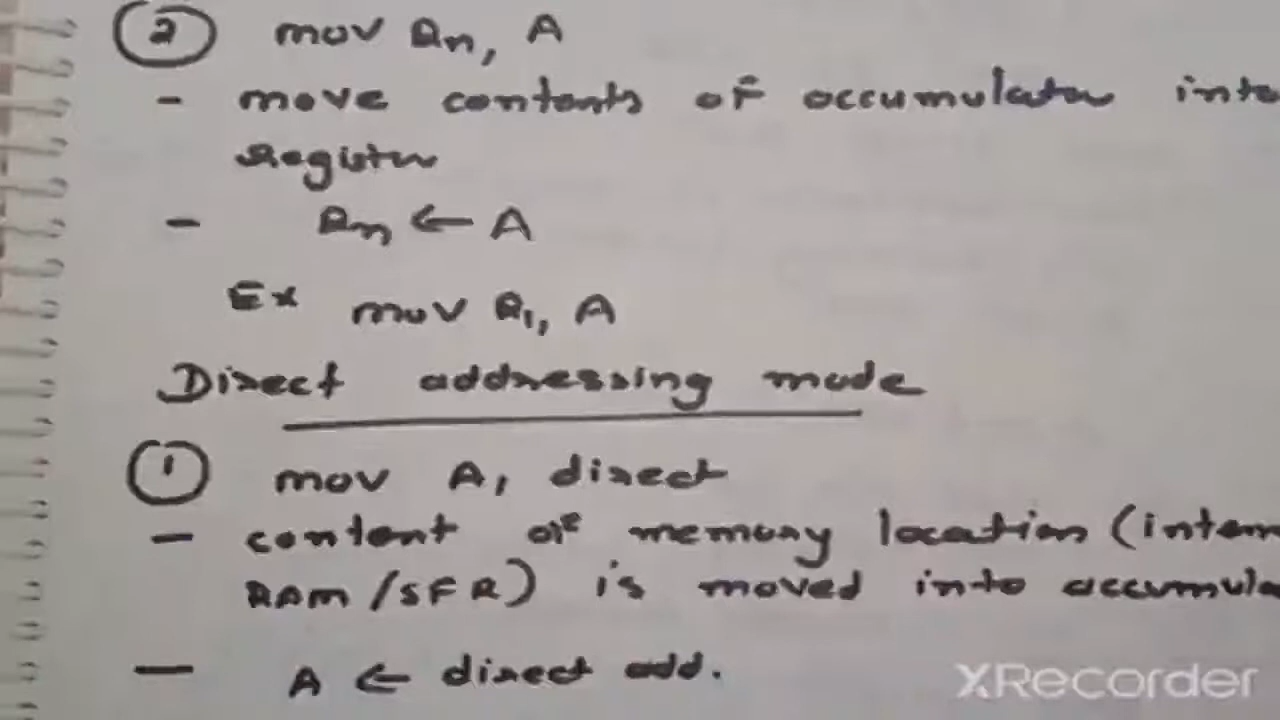 2 mov Rn, A
- move contents of accumulator into
register
- Rn ← A
Ex mov R1, A
Direct addressing mode
1 mov A, direct
- content of memory location (intern
RAM/SFR) is moved into accumula
- A ← direct add.
XRecorder